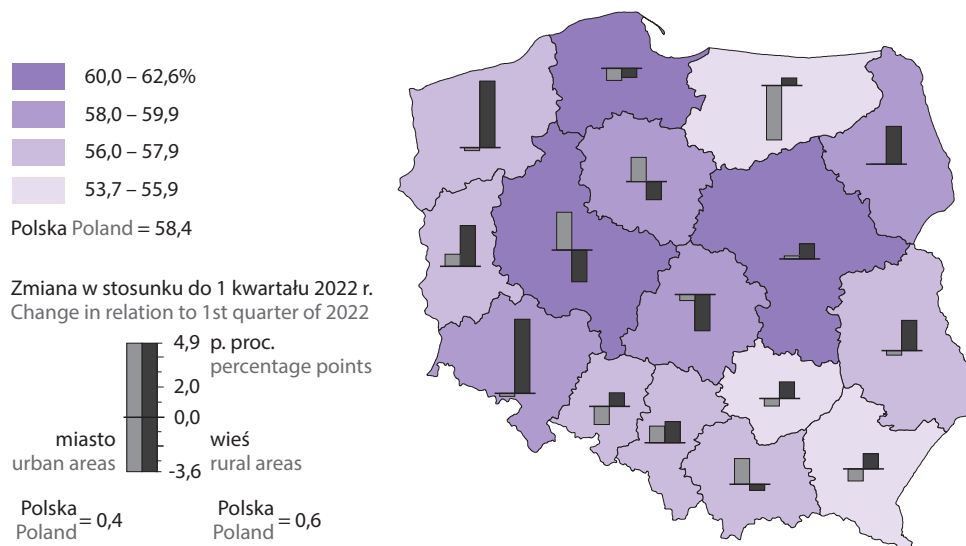 60,0 – 62,6%
58,0 – 59,9
56,0 – 57,9
53,7 – 55,9
Polska Poland = 58,4
Zmiana w stosunku do 1 kwartału 2022 r.
Change in relation to 1st quarter of 2022
4,9 p. proc.
percentage points
2,0
0,0
miasto wieś
urban areas rural areas
-3,6
Polska Poland = 0,4
Polska Poland = 0,6